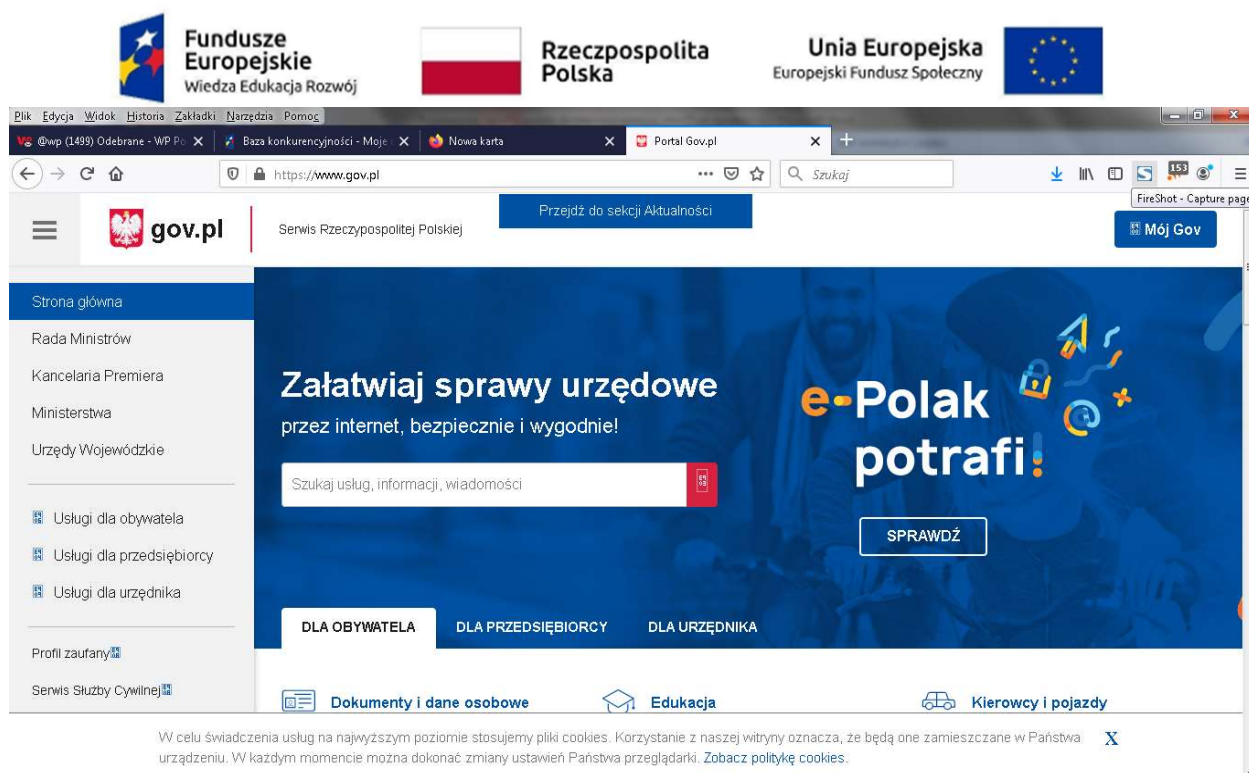 Fundusze
Europejskie
Wiedza Edukacja Rozwój
Rzeczpospolita
Polska
Unia Europejska
Europejski Fundusz Społeczny
Plik Edycja Widok Historia Zakładki Narzędzia Pomoc
@wp (1499) Odebrane - WP Po
Baza konkurencyjności - Moje
Nowa karta
Portal Gov.pl
https://www.gov.pl
Szukaj
153
FireShot - Capture page
gov.pl
Serwis Rzeczypospolitej Polskiej
Przejdź do sekcji Aktualności
Mój Gov
Strona główna
Rada Ministrów
Kancelaria Premiera
Ministerstwa
Urzędy Wojewódzkie
Usługi dla obywatela
Usługi dla przedsiębiorcy
Usługi dla urzędnika
Profil zaufany
Serwis Służby Cywilnej
Załatwiaj sprawy urzędowe
przez internet, bezpiecznie i wygodnie!
Szukaj usług, informacji, wiadomości
e-Polak
potrafi!
SPRAWDŹ
DLA OBYWATELA
DLA PRZEDSIĘBIORCY
DLA URZĘDNIKA
Dokumenty i dane osobowe
Edukacja
Kierowcy i pojazdy
W celu świadczenia usług na najwyższym poziomie stosujemy pliki cookies. Korzystanie z naszej witryny oznacza, że będą one zamieszczane w Państwa
urządzeniu. W każdym momencie można dokonać zmiany ustawień Państwa przeglądarki. Zobacz politykę cookies.
X